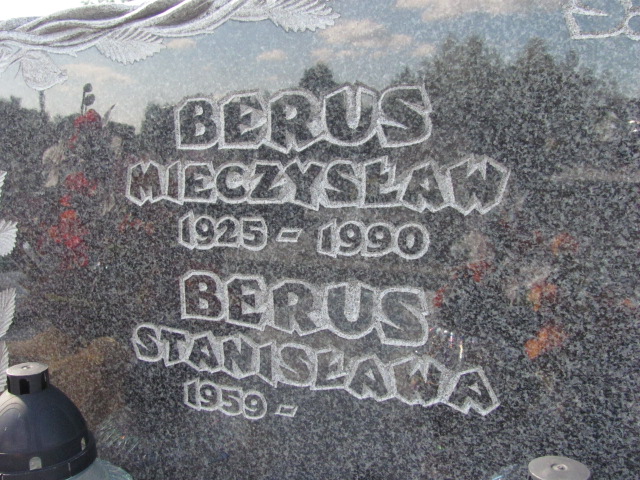 BERUS
MIECZYSŁAW
1925 - 1990
BERUS
STANISŁAWA
1959 -